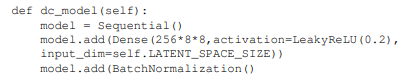 def dc_model(self):
model = Sequential()
model.add(Dense(256*8*8,activation=LeakyReLU(0.2),
input_dim=self.LATENT_SPACE_SIZE))
model.add(BatchNormalization()